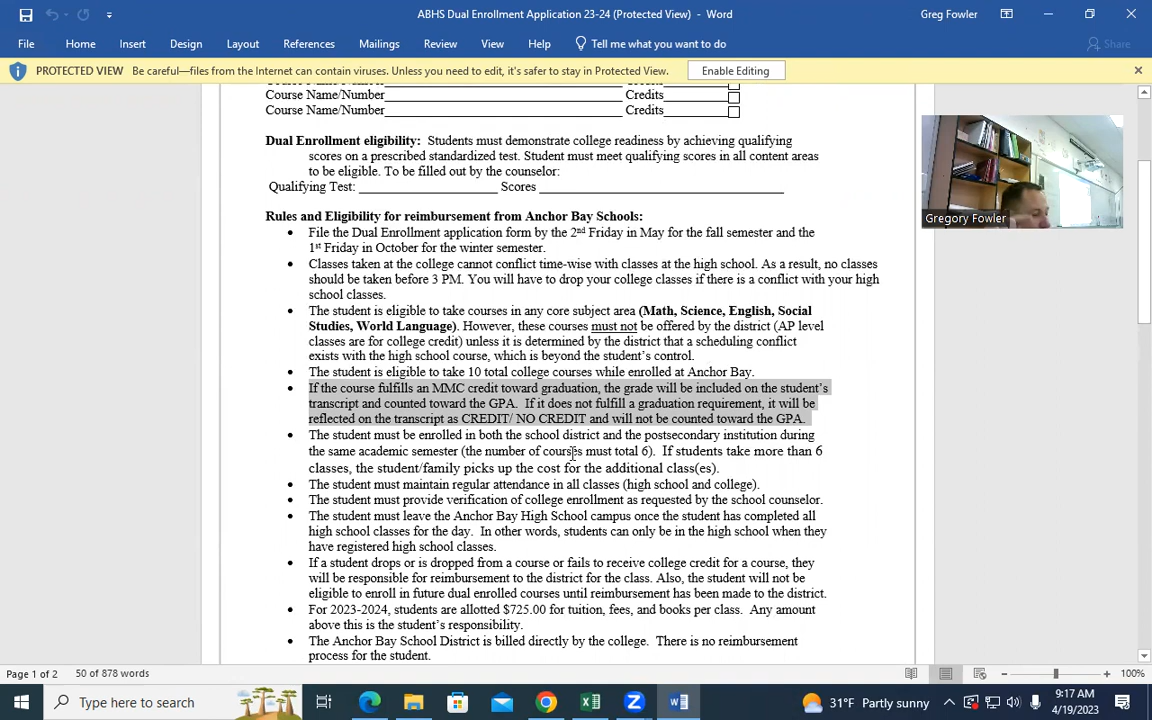 ABHS Dual Enrollment Application 23-24 (Protected View) - Word
Greg Fowler
File Home Insert Design Layout References Mailings Review View Help Tell me what you want to do Share
PROTECTED VIEW Be careful—files from the Internet can contain viruses. Unless you need to edit, it's safer to stay in Protected View. Enable Editing
Course Name/Number Credits
Course Name/Number Credits
Dual Enrollment eligibility: Students must demonstrate college readiness by achieving qualifying
scores on a prescribed standardized test. Student must meet qualifying scores in all content areas
to be eligible. To be filled out by the counselor:
Qualifying Test: Scores
Gregory Fowler
Rules and Eligibility for reimbursement from Anchor Bay Schools:
File the Dual Enrollment application form by the 2nd Friday in May for the fall semester and the
1st Friday in October for the winter semester.
Classes taken at the college cannot conflict time-wise with classes at the high school. As a result, no classes
should be taken before 3 PM. You will have to drop your college classes if there is a conflict with your high
school classes.
The student is eligible to take courses in any core subject area (Math, Science, English, Social
Studies, World Language). However, these courses must not be offered by the district (AP level
classes are for college credit) unless it is determined by the district that a scheduling conflict
exists with the high school course, which is beyond the student's control.
The student is eligible to take 10 total college courses while enrolled at Anchor Bay.
If the course fulfills an MMC credit toward graduation, the grade will be included on the student's
transcript and counted toward the GPA. If it does not fulfill a graduation requirement, it will be
reflected on the transcript as CREDIT/ NO CREDIT and will not be counted toward the GPA.
The student must be enrolled in both the school district and the postsecondary institution during
the same academic semester (the number of courses must total 6). If students take more than 6
classes, the student/family picks up the cost for the additional class(es).
The student must maintain regular attendance in all classes (high school and college).
The student must provide verification of college enrollment as requested by the school counselor.
The student must leave the Anchor Bay High School campus once the student has completed all
high school classes for the day. In other words, students can only be in the high school when they
have registered high school classes.
If a student drops or is dropped from a course or fails to receive college credit for a course, they
will be responsible for reimbursement to the district for the class. Also, the student will not be
eligible to enroll in future dual enrolled courses until reimbursement has been made to the district.
For 2023-2024, students are allotted $725.00 for tuition, fees, and books per class. Any amount
above this is the student's responsibility.
The Anchor Bay School District is billed directly by the college. There is no reimbursement
process for the student.
Page 1 of 2 50 of 878 words 100%
Type here to search 31°F Partly sunny 9:17 AM
4/19/2023